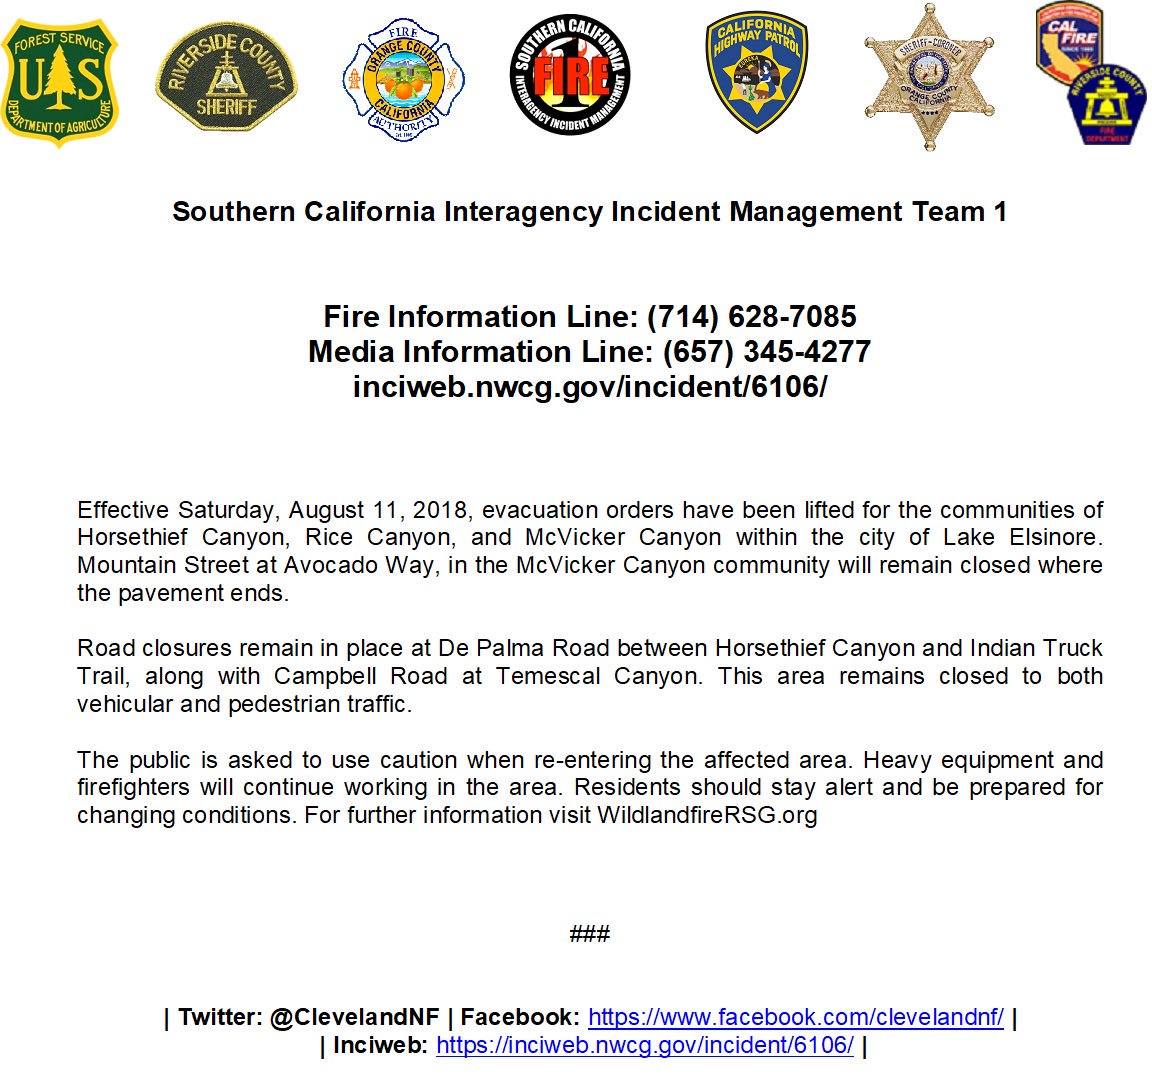 FOREST SERVICE
US
DEPARTMENT OF AGRICULTURE
RIVERSIDE COUNTY
SHERIFF
FIRE
ORANGE COUNTY
CALIFORNIA
AUTHORITY
SOUTHERN CALIFORNIA
1
FIRE
INTERAGENCY INCIDENT MANAGEMENT
CALIFORNIA
HIGHWAY PATROL
EUREKA
SHERIFF-CORONER
ORANGE COUNTY
CALIFORNIA
CAL
FIRE
SINCE 1885
RIVERSIDE COUNTY
FIRE
DEPARTMENT
Southern California Interagency Incident Management Team 1
Fire Information Line: (714) 628-7085
Media Information Line: (657) 345-4277
inciweb.nwcg.gov/incident/6106/
Effective Saturday, August 11, 2018, evacuation orders have been lifted for the communities of
Horsethief Canyon, Rice Canyon, and McVicker Canyon within the city of Lake Elsinore.
Mountain Street at Avocado Way, in the McVicker Canyon community will remain closed where
the pavement ends.
Road closures remain in place at De Palma Road between Horsethief Canyon and Indian Truck
Trail, along with Campbell Road at Temescal Canyon. This area remains closed to both
vehicular and pedestrian traffic.
The public is asked to use caution when re-entering the affected area. Heavy equipment and
firefighters will continue working in the area. Residents should stay alert and be prepared for
changing conditions. For further information visit WildlandfireRSG.org
###
| Twitter: @ClevelandNF | Facebook: https://www.facebook.com/clevelandnf/ |
| Inciweb: https://inciweb.nwcg.gov/incident/6106/ |